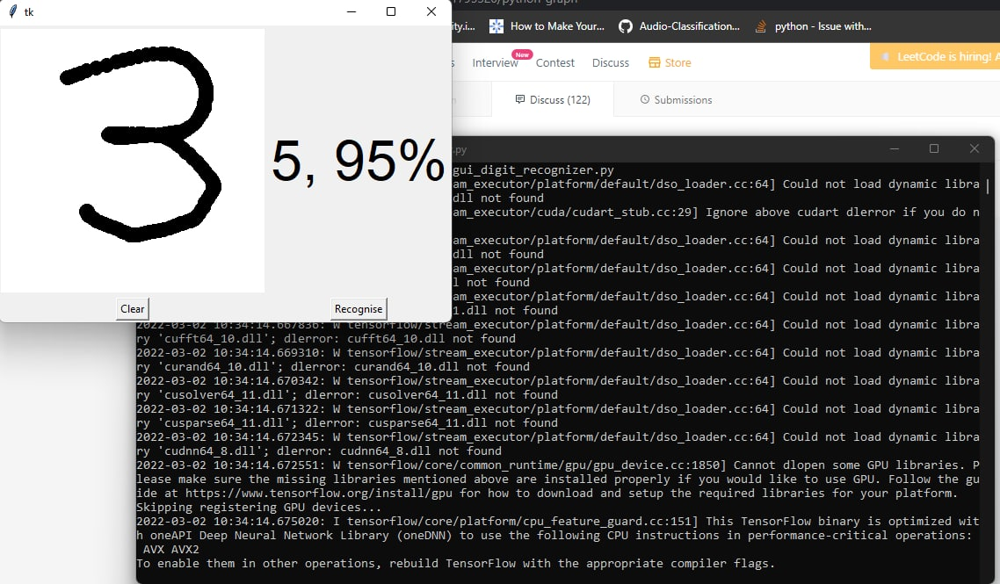 tk
python-graph
ity.i...
How to Make Your...
Audio-Classification...
python - Issue with...
s
Interview
New
Contest
Discuss
Store
LeetCode is hiring! A
Discuss (122)
Submissions
3
5, 95%
Clear
Recognise
.py
gui_digit_recognizer.py
am_executor/platform/default/dso_loader.cc:64] Could not load dynamic libra
dll not found
am_executor/cuda/cudart_stub.cc:29] Ignore above cudart dlerror if you do n
am_executor/platform/default/dso_loader.cc:64] Could not load dynamic libra
dll not found
am_executor/platform/default/dso_loader.cc:64] Could not load dynamic libra
l not found
am_executor/platform/default/dso_loader.cc:64] Could not load dynamic libra
1.dll not found
2022-03-02 10:34:14.667836: W tensorflow/stream_executor/platform/default/dso_loader.cc:64] Could not load dynamic libra
ry 'cufft64_10.dll'; dlerror: cufft64_10.dll not found
2022-03-02 10:34:14.669310: W tensorflow/stream_executor/platform/default/dso_loader.cc:64] Could not load dynamic libra
ry 'curand64_10.dll'; dlerror: curand64_10.dll not found
2022-03-02 10:34:14.670342: W tensorflow/stream_executor/platform/default/dso_loader.cc:64] Could not load dynamic libra
ry 'cusolver64_11.dll'; dlerror: cusolver64_11.dll not found
2022-03-02 10:34:14.671322: W tensorflow/stream_executor/platform/default/dso_loader.cc:64] Could not load dynamic libra
ry 'cusparse64_11.dll'; dlerror: cusparse64_11.dll not found
2022-03-02 10:34:14.672345: W tensorflow/stream_executor/platform/default/dso_loader.cc:64] Could not load dynamic libra
ry 'cudnn64_8.dll'; dlerror: cudnn64_8.dll not found
2022-03-02 10:34:14.672551: W tensorflow/core/common_runtime/gpu/gpu_device.cc:1850] Cannot dlopen some GPU libraries. P
lease make sure the missing libraries mentioned above are installed properly if you would like to use GPU. Follow the gu
ide at https://www.tensorflow.org/install/gpu for how to download and setup the required libraries for your platform.
Skipping registering GPU devices...
2022-03-02 10:34:14.675020: I tensorflow/core/platform/cpu_feature_guard.cc:151] This TensorFlow binary is optimized wit
h oneAPI Deep Neural Network Library (oneDNN) to use the following CPU instructions in performance-critical operations:
 AVX AVX2
To enable them in other operations, rebuild TensorFlow with the appropriate compiler flags.